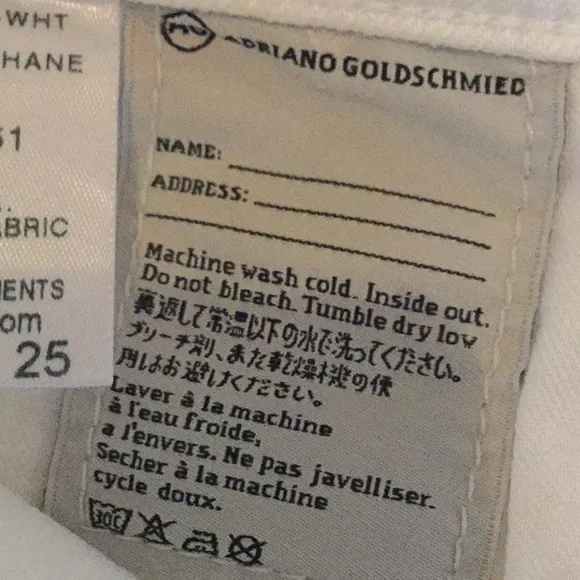 -WHT
HANE
51
ABRIC
ENTS
om
25
ADRIANO GOLDSCHMIED
NAME:
ADDRESS:
Machine wash cold. Inside out.
Do not bleach. Tumble dry low
裏返して常温以下の水で洗ってください。
ブリーチ剤、また乾燥機の使
用はお避けください。
Laver à la machine
à l'eau froide,
a l'envers. Ne pas javelliser.
Secher à la machine
cycle doux.
30C